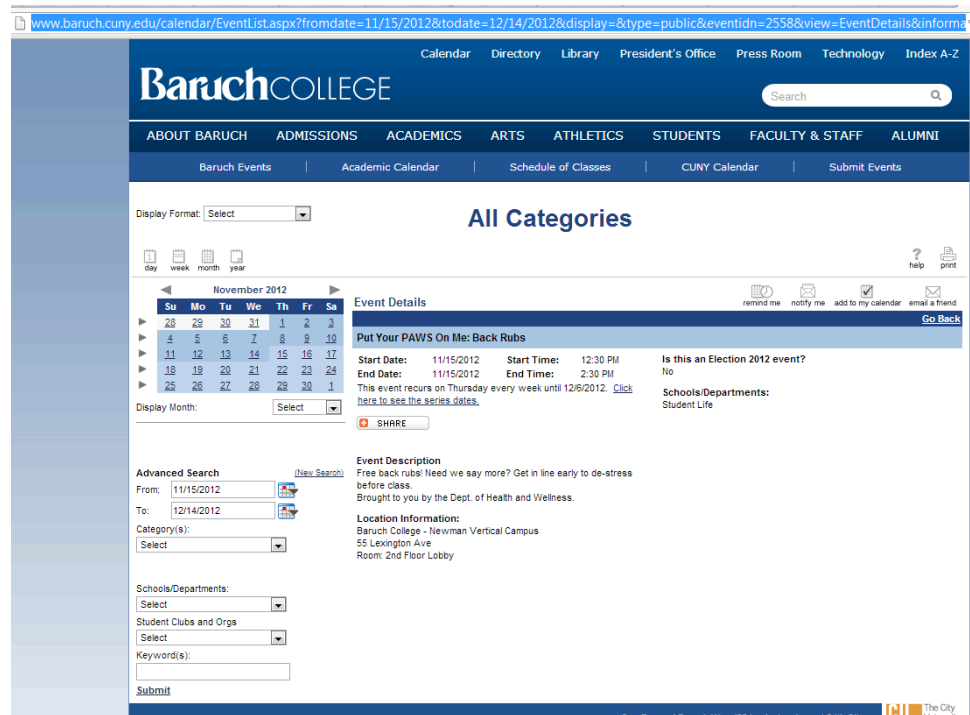 www.baruch.cuny.edu/calendar/EventList.aspx?fromdate=11/15/2012&todate=12/14/2012&display=&type=public&eventidn=2558&view=EventDetails&informa
Calendar Directory Library President's Office Press Room Technology Index A-Z
Baruch COLLEGE
Search
ABOUT BARUCH ADMISSIONS ACADEMICS ARTS ATHLETICS STUDENTS FACULTY & STAFF ALUMNI
Baruch Events | Academic Calendar | Schedule of Classes | CUNY Calendar | Submit Events
Display Format: Select
All Categories
day week month year
help print
November 2012
Su Mo Tu We Th Fr Sa
28 29 30 31 1 2 3
4 5 6 7 8 9 10
11 12 13 14 15 16 17
18 19 20 21 22 23 24
25 26 27 28 29 30 1
Display Month: Select
Event Details
remind me notify me add to my calendar email a friend
Go Back
Put Your PAWS On Me: Back Rubs
Start Date: 11/15/2012 Start Time: 12:30 PM
End Date: 11/15/2012 End Time: 2:30 PM
This event recurs on Thursday every week until 12/6/2012. Click
here to see the series dates.
SHARE
Is this an Election 2012 event?
No
Schools/Departments:
Student Life
Event Description
Free back rubs! Need we say more? Get in line early to de-stress
before class.
Brought to you by the Dept. of Health and Wellness.
Location Information:
Baruch College - Newman Vertical Campus
55 Lexington Ave
Room: 2nd Floor Lobby
Advanced Search (New Search)
From: 11/15/2012
To: 12/14/2012
Category(s):
Select
Schools/Departments:
Select
Student Clubs and Orgs
Select
Keyword(s):
Submit
The City